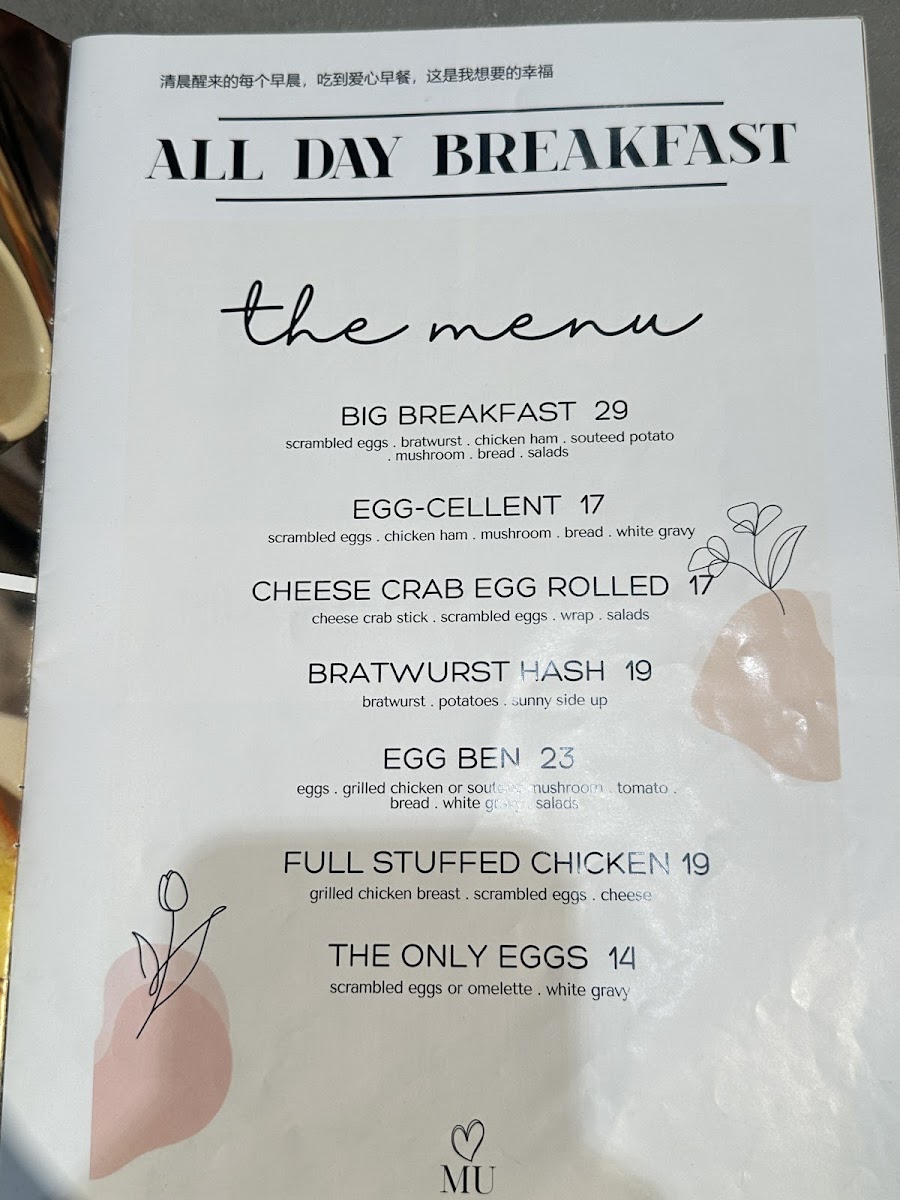 清晨醒来的每个早晨，吃到爱心早餐，这是我想要的幸福
ALL DAY BREAKFAST
the menu
BIG BREAKFAST 29
scrambled eggs . bratwurst . chicken ham . souteed potato
. mushroom . bread . salads
EGG-CELLENT 17
scrambled eggs . chicken ham . mushroom . bread . white gravy
CHEESE CRAB EGG ROLLED 17
cheese crab stick . scrambled eggs . wrap . salads
BRATWURST HASH 19
bratwurst . potatoes . sunny side up
EGG BEN 23
eggs . grilled chicken or mushroom . tomato .
bread . white salads
FULL STUFFED CHICKEN 19
grilled chicken breast . scrambled eggs . cheese
THE ONLY EGGS 14
scrambled eggs or omelette . white gravy
MU